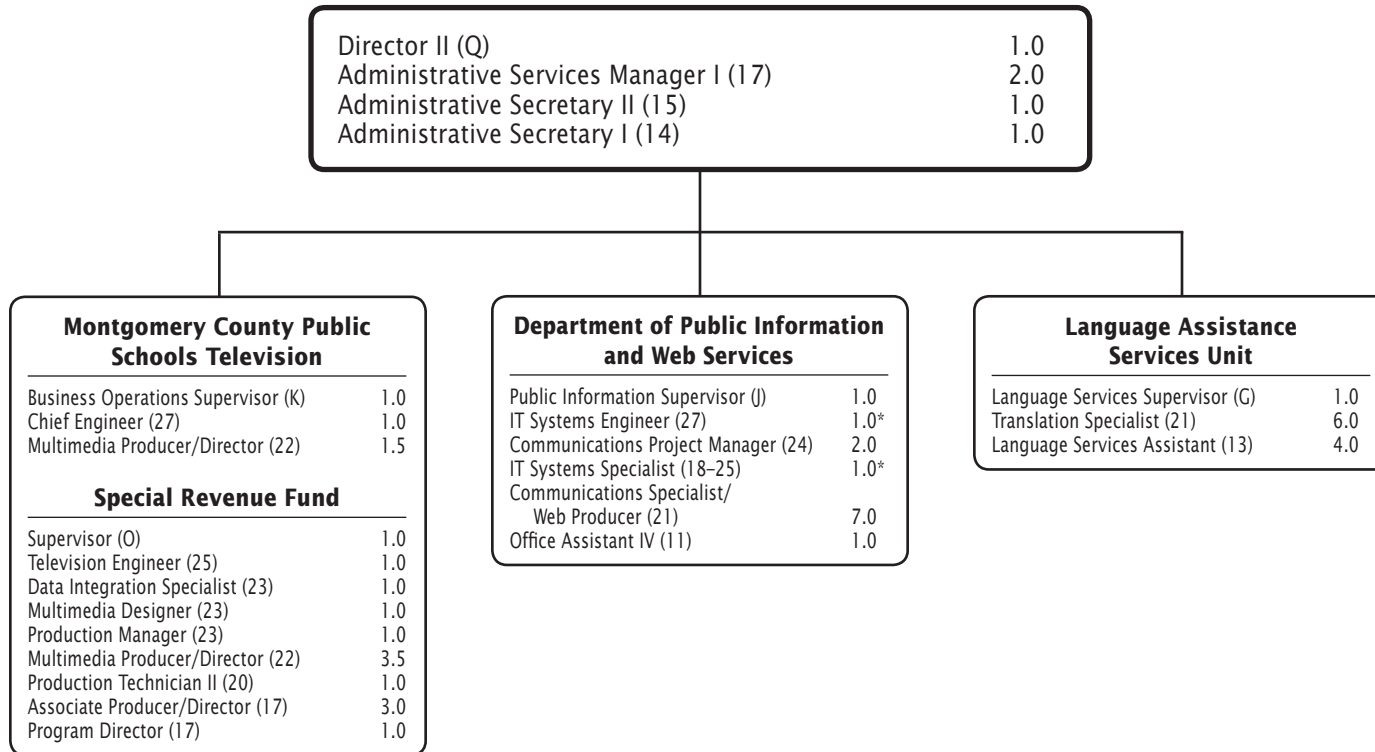 Director II (Q) 1.0
Administrative Services Manager I (17) 2.0
Administrative Secretary II (15) 1.0
Administrative Secretary I (14) 1.0
Montgomery County Public
Schools Television
Business Operations Supervisor (K) 1.0
Chief Engineer (27) 1.0
Multimedia Producer/Director (22) 1.5
Special Revenue Fund
Supervisor (O) 1.0
Television Engineer (25) 1.0
Data Integration Specialist (23) 1.0
Multimedia Designer (23) 1.0
Production Manager (23) 1.0
Multimedia Producer/Director (22) 3.5
Production Technician II (20) 1.0
Associate Producer/Director (17) 3.0
Program Director (17) 1.0
Department of Public Information
and Web Services
Public Information Supervisor (J) 1.0
IT Systems Engineer (27) 1.0*
Communications Project Manager (24) 2.0
IT Systems Specialist (18–25) 1.0*
Communications Specialist/
Web Producer (21) 7.0
Office Assistant IV (11) 1.0
Language Assistance
Services Unit
Language Services Supervisor (G) 1.0
Translation Specialist (21) 6.0
Language Services Assistant (13) 4.0